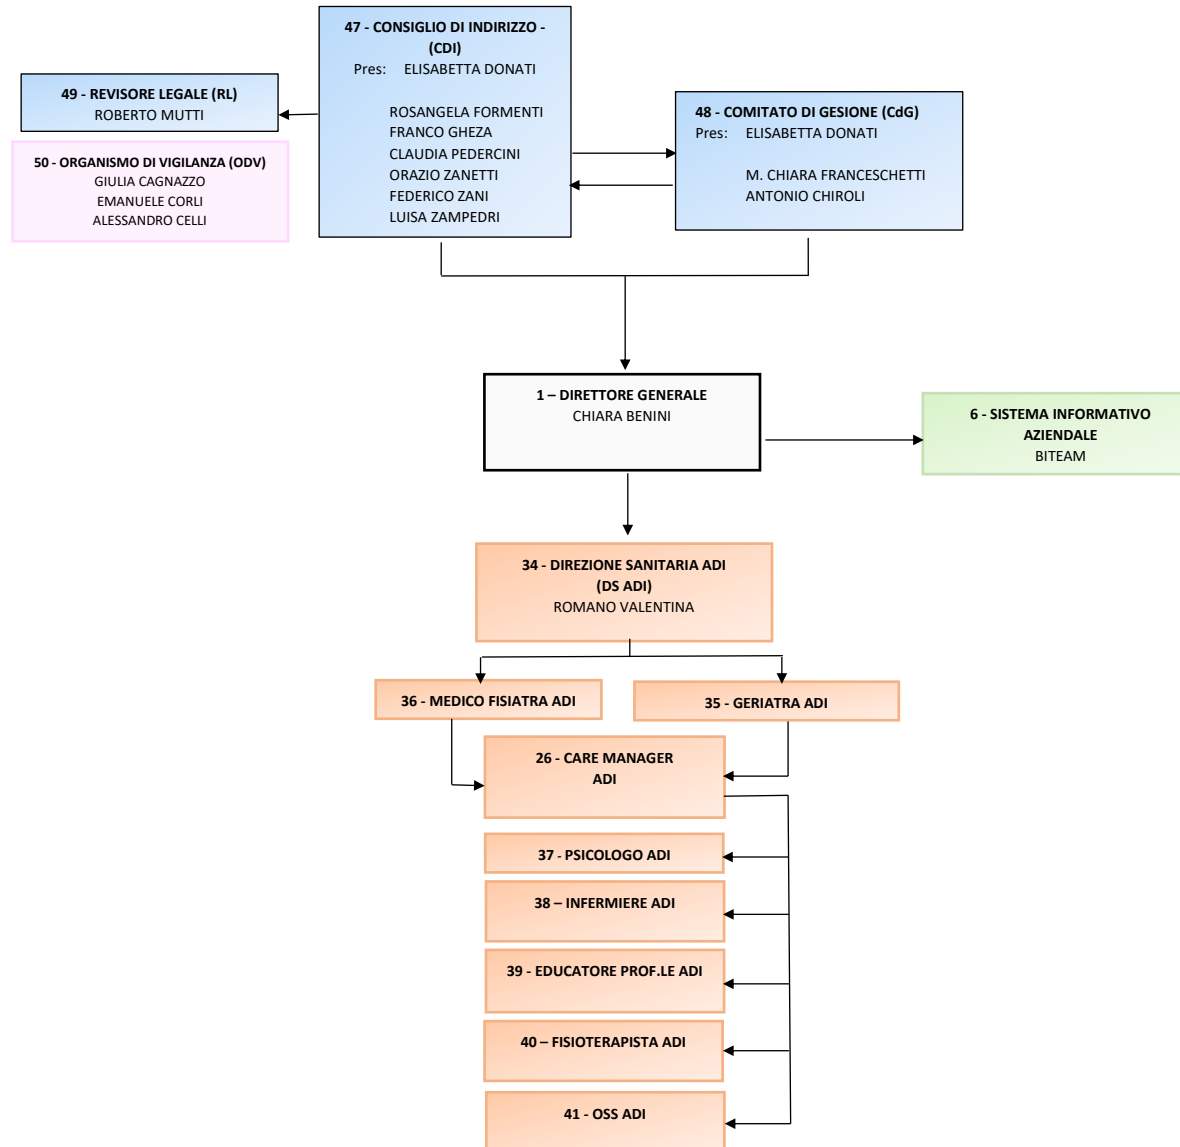 47 - CONSIGLIO DI INDIRIZZO -
(CDI)
Pres: ELISABETTA DONATI
ROSANGELA FORMENTI
FRANCO GHEZA
CLAUDIA PEDERCINI
ORAZIO ZANETTI
FEDERICO ZANI
LUISA ZAMPEDRI
49 - REVISORE LEGALE (RL)
ROBERTO MUTTI
48 - COMITATO DI GESIONE (CdG)
Pres: ELISABETTA DONATI
M. CHIARA FRANCESCHETTI
ANTONIO CHIROLI
50 - ORGANISMO DI VIGILANZA (ODV)
GIULIA CAGNAZZO
EMANUELE CORLI
ALESSANDRO CELLI
1 – DIRETTORE GENERALE
CHIARA BENINI
6 - SISTEMA INFORMATIVO
AZIENDALE
BITEAM
34 - DIREZIONE SANITARIA ADI
(DS ADI)
ROMANO VALENTINA
36 - MEDICO FISIATRA ADI
35 - GERIATRA ADI
26 - CARE MANAGER
ADI
37 - PSICOLOGO ADI
38 – INFERMIERE ADI
39 - EDUCATORE PROF.LE ADI
40 – FISIOTERAPISTA ADI
41 - OSS ADI